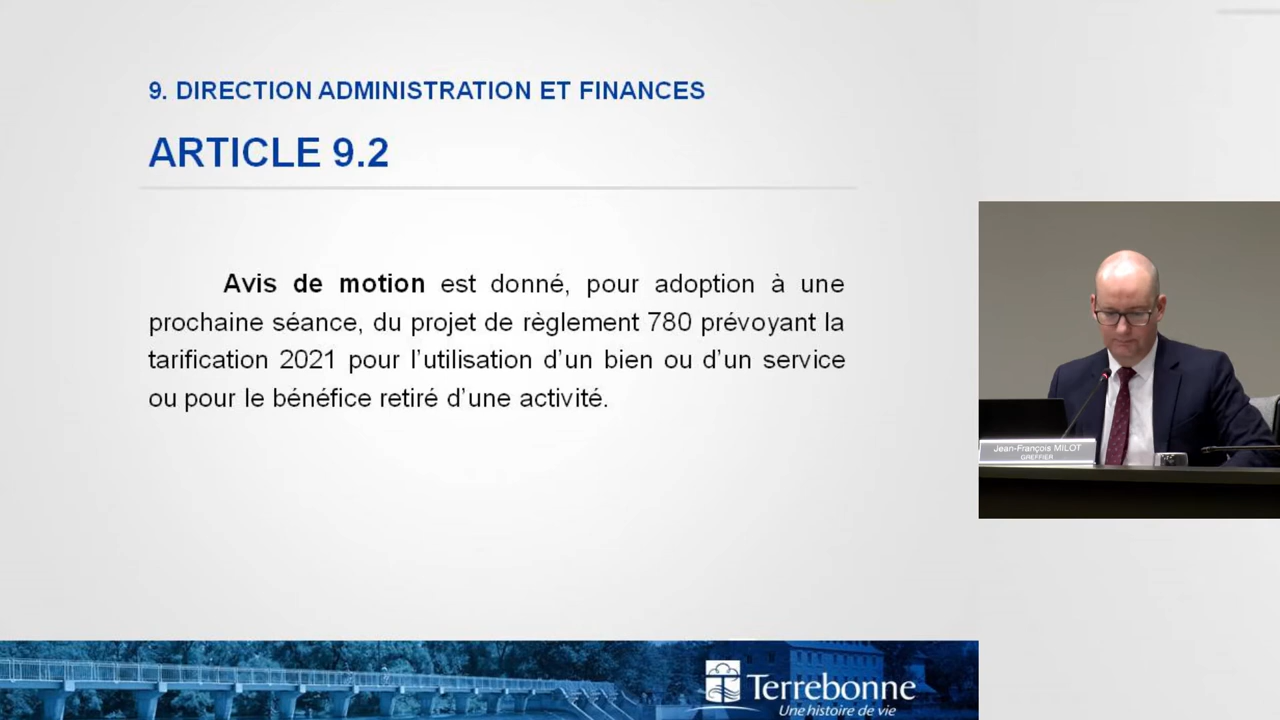 9. DIRECTION ADMINISTRATION ET FINANCES
ARTICLE 9.2
Avis de motion est donné, pour adoption à une
prochaine séance, du projet de règlement 780 prévoyant la
tarification 2021 pour l’utilisation d’un bien ou d’un service
ou pour le bénéfice retiré d’une activité.
Jean-François MILOT
GREFFIER
Terrebonne
Une histoire de vie